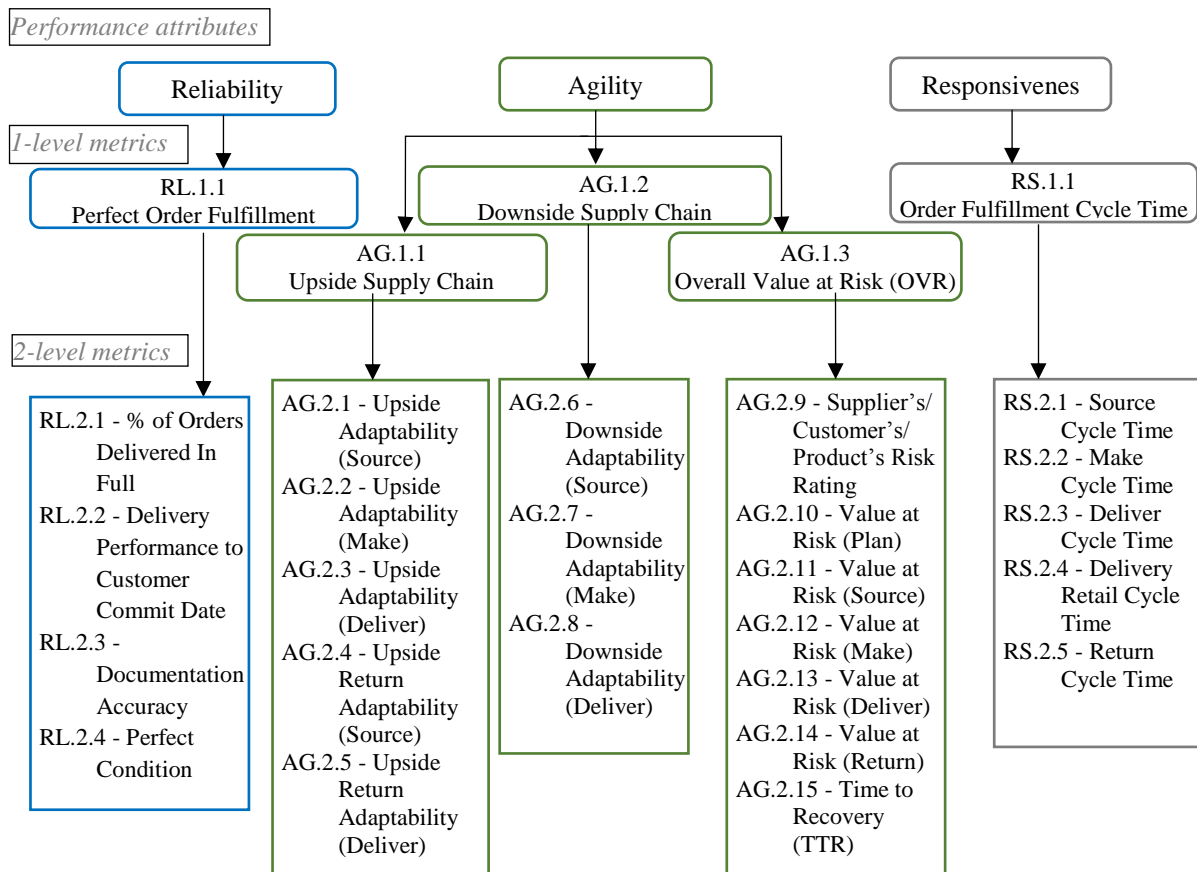 Performance attributes
Reliability
Agility
Responsivenes
1-level metrics
RL.1.1
Perfect Order Fulfillment
AG.1.2
Downside Supply Chain
RS.1.1
Order Fulfillment Cycle Time
AG.1.1
Upside Supply Chain
AG.1.3
Overall Value at Risk (OVR)
2-level metrics
RL.2.1 - % of Orders
Delivered In
Full
RL.2.2 - Delivery
Performance to
Customer
Commit Date
RL.2.3 -
Documentation
Accuracy
RL.2.4 - Perfect
Condition
AG.2.1 - Upside
Adaptability
(Source)
AG.2.2 - Upside
Adaptability
(Make)
AG.2.3 - Upside
Adaptability
(Deliver)
AG.2.4 - Upside
Return
Adaptability
(Source)
AG.2.5 - Upside
Return
Adaptability
(Deliver)
AG.2.6 -
Downside
Adaptability
(Source)
AG.2.7 -
Downside
Adaptability
(Make)
AG.2.8 -
Downside
Adaptability
(Deliver)
AG.2.9 - Supplier’s/
Customer’s/
Product’s Risk
Rating
AG.2.10 - Value at
Risk (Plan)
AG.2.11 - Value at
Risk (Source)
AG.2.12 - Value at
Risk (Make)
AG.2.13 - Value at
Risk (Deliver)
AG.2.14 - Value at
Risk (Return)
AG.2.15 - Time to
Recovery
(TTR)
RS.2.1 - Source
Cycle Time
RS.2.2 - Make
Cycle Time
RS.2.3 - Deliver
Cycle Time
RS.2.4 - Delivery
Retail Cycle
Time
RS.2.5 - Return
Cycle Time